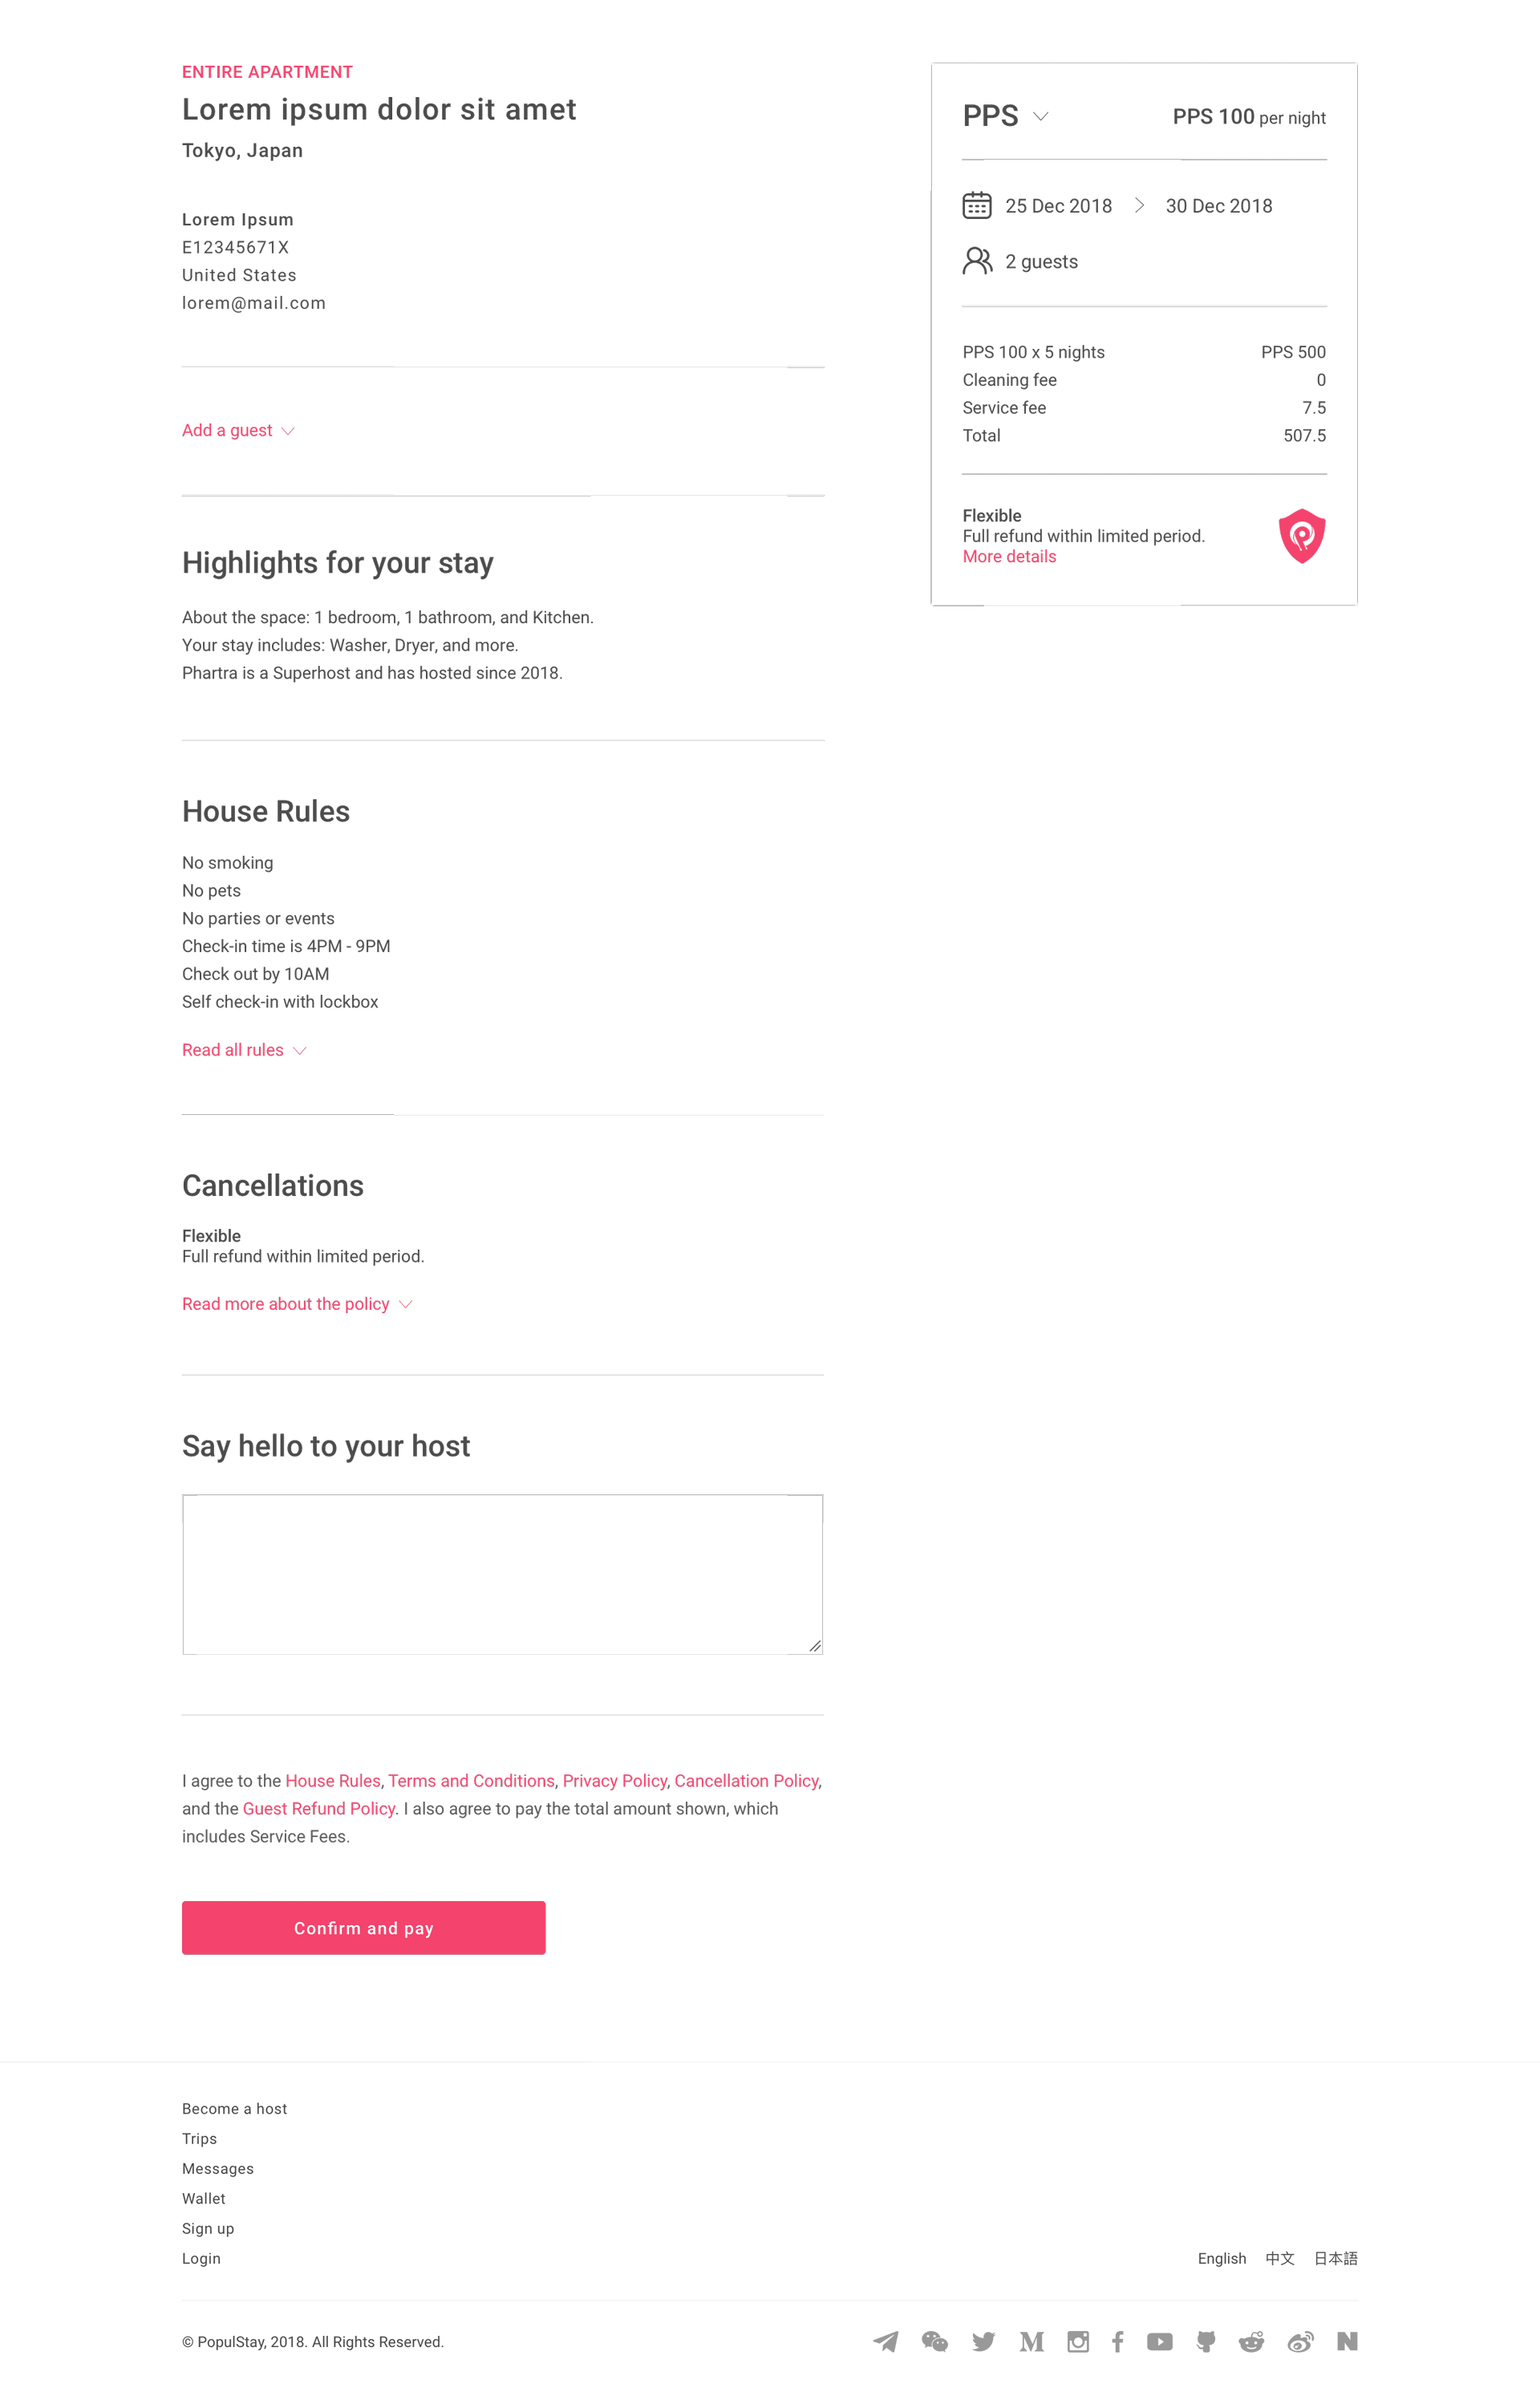 ENTIRE APARTMENT
Lorem ipsum dolor sit amet
Tokyo, Japan
Lorem Ipsum
E12345671X
United States
lorem@mail.com
Add a guest
Highlights for your stay
About the space: 1 bedroom, 1 bathroom, and Kitchen.
Your stay includes: Washer, Dryer, and more.
Phartra is a Superhost and has hosted since 2018.
House Rules
No smoking
No pets
No parties or events
Check-in time is 4PM - 9PM
Check out by 10AM
Self check-in with lockbox
Read all rules
Cancellations
Flexible
Full refund within limited period.
Read more about the policy
Say hello to your host
I agree to the House Rules, Terms and Conditions, Privacy Policy, Cancellation Policy,
and the Guest Refund Policy. I also agree to pay the total amount shown, which
includes Service Fees.
Confirm and pay
PPS PPS 100 per night
25 Dec 2018 30 Dec 2018
2 guests
PPS 100 x 5 nights PPS 500
Cleaning fee 0
Service fee 7.5
Total 507.5
Flexible
Full refund within limited period.
More details
Become a host
Trips
Messages
Wallet
Sign up
Login
English 中文 日本語
© PopulStay, 2018. All Rights Reserved.